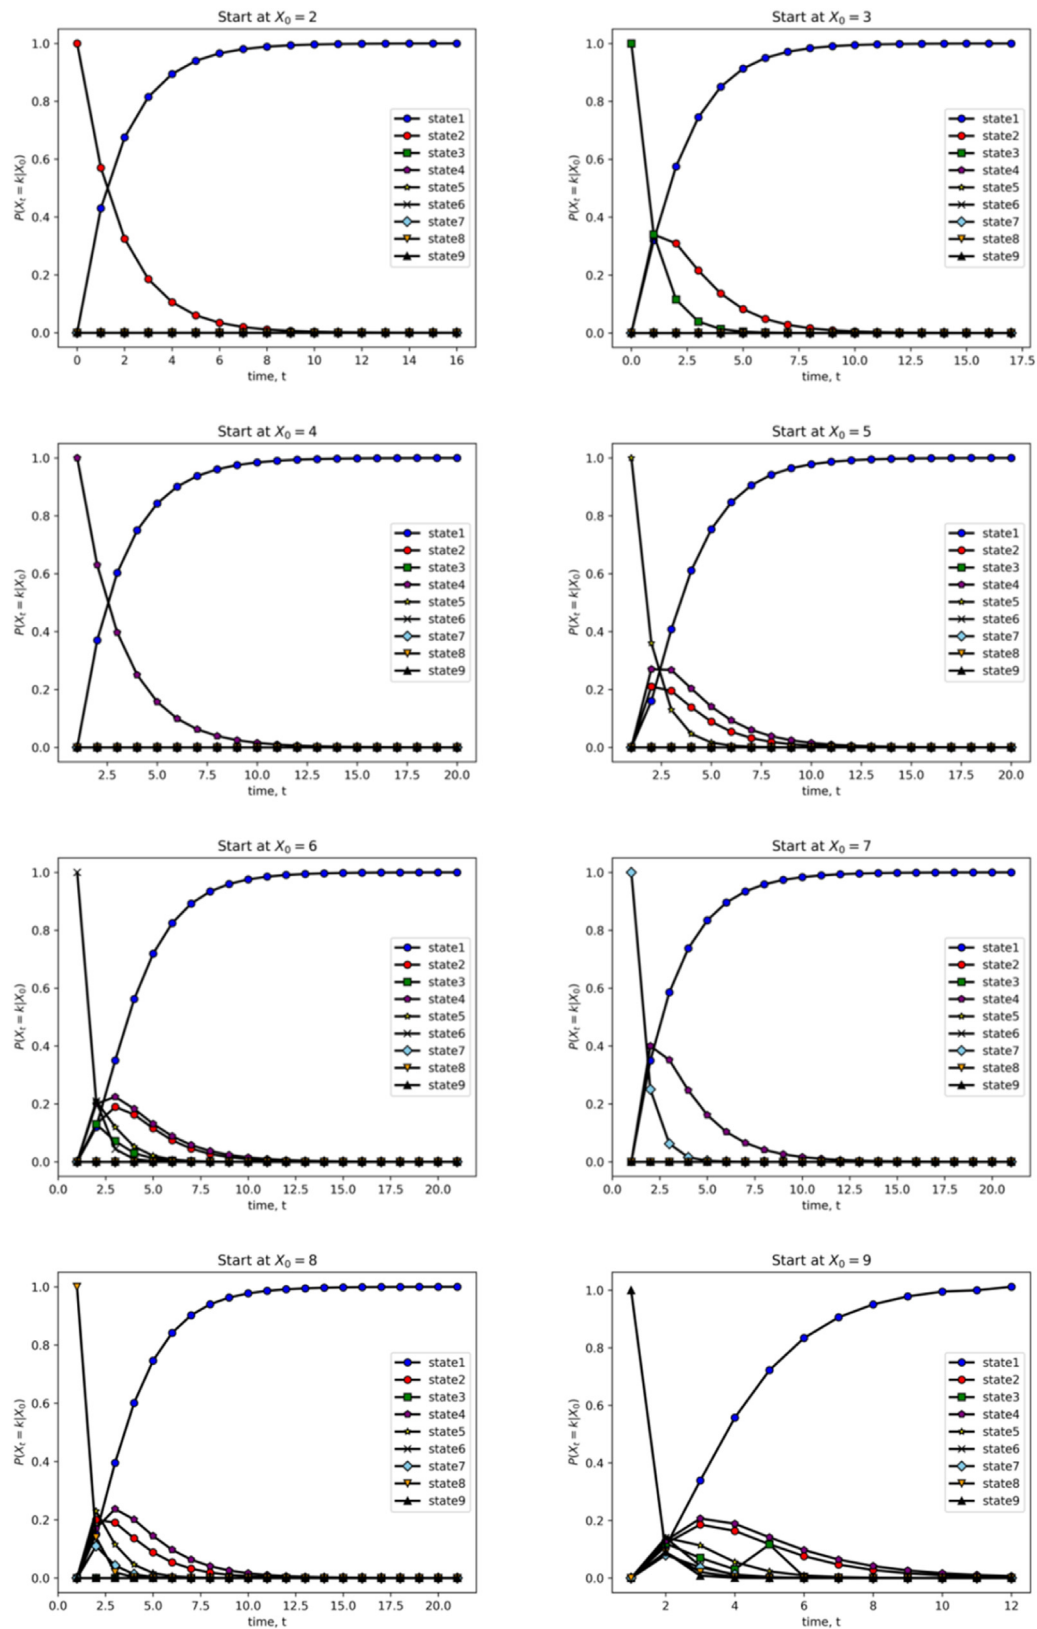 Start at X₀ = 2
P(Xₜ = k|X₀)
1.0
0.8
0.6
0.4
0.2
0.0
state1
state2
state3
state4
state5
state6
state7
state8
state9
0 2 4 6 8 10 12 14 16
time, t
Start at X₀ = 3
P(Xₜ = k|X₀)
1.0
0.8
0.6
0.4
0.2
0.0
state1
state2
state3
state4
state5
state6
state7
state8
state9
0.0 2.5 5.0 7.5 10.0 12.5 15.0 17.5
time, t
Start at X₀ = 4
P(Xₜ = k|X₀)
1.0
0.8
0.6
0.4
0.2
0.0
state1
state2
state3
state4
state5
state6
state7
state8
state9
2.5 5.0 7.5 10.0 12.5 15.0 17.5 20.0
time, t
Start at X₀ = 5
P(Xₜ = k|X₀)
1.0
0.8
0.6
0.4
0.2
0.0
state1
state2
state3
state4
state5
state6
state7
state8
state9
2.5 5.0 7.5 10.0 12.5 15.0 17.5 20.0
time, t
Start at X₀ = 6
P(Xₜ = k|X₀)
1.0
0.8
0.6
0.4
0.2
0.0
state1
state2
state3
state4
state5
state6
state7
state8
state9
0.0 2.5 5.0 7.5 10.0 12.5 15.0 17.5 20.0
time, t
Start at X₀ = 7
P(Xₜ = k|X₀)
1.0
0.8
0.6
0.4
0.2
0.0
state1
state2
state3
state4
state5
state6
state7
state8
state9
0.0 2.5 5.0 7.5 10.0 12.5 15.0 17.5 20.0
time, t
Start at X₀ = 8
P(Xₜ = k|X₀)
1.0
0.8
0.6
0.4
0.2
0.0
state1
state2
state3
state4
state5
state6
state7
state8
state9
0.0 2.5 5.0 7.5 10.0 12.5 15.0 17.5 20.0
time, t
Start at X₀ = 9
P(Xₜ = k|X₀)
1.0
0.8
0.6
0.4
0.2
0.0
state1
state2
state3
state4
state5
state6
state7
state8
state9
2 4 6 8 10 12
time, t